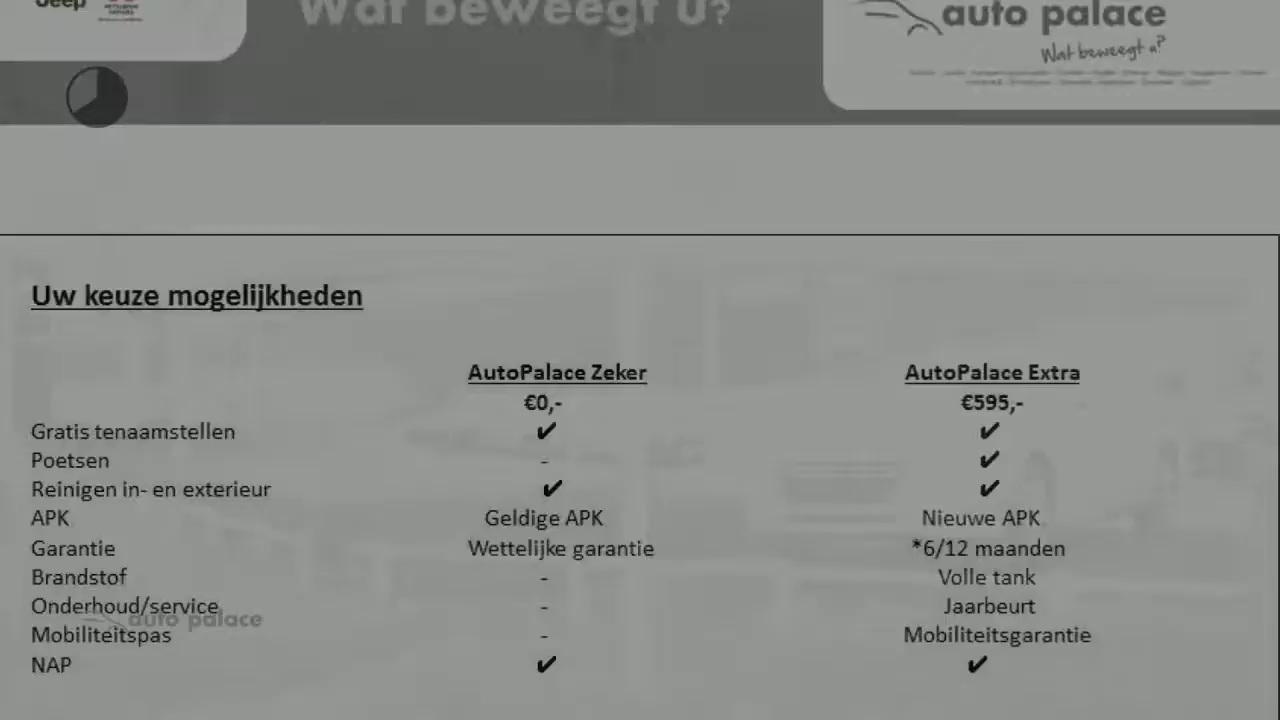 Jeep
Wat beweegt u?
auto palace
Wat beweegt u?
Uw keuze mogelijkheden
AutoPalace Zeker AutoPalace Extra
€0,- €595,-
Gratis tenaamstellen ✔ ✔
Poetsen - ✔
Reinigen in- en exterieur ✔ ✔
APK Geldige APK Nieuwe APK
Garantie Wettelijke garantie *6/12 maanden
Brandstof - Volle tank
Onderhoud/service - Jaarbeurt
auto palace
Mobiliteitspas - Mobiliteitsgarantie
NAP ✔ ✔